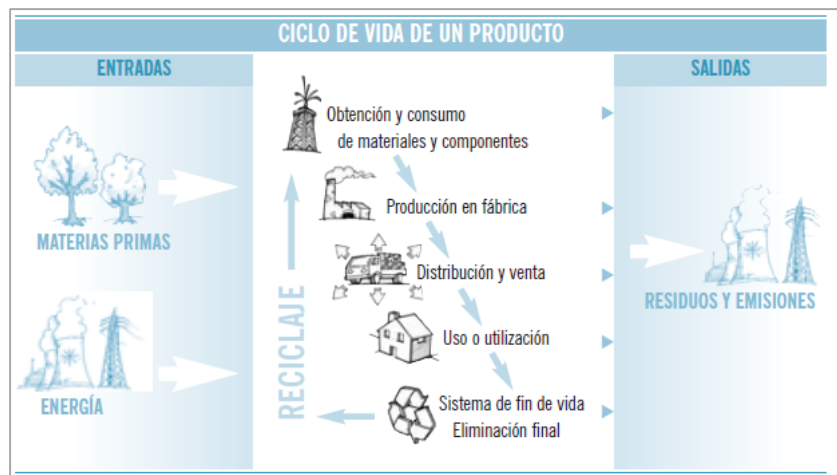 CICLO DE VIDA DE UN PRODUCTO
ENTRADAS
SALIDAS
Obtención y consumo
de materiales y componentes
Producción en fábrica
MATERIAS PRIMAS
Distribución y venta
RESIDUOS Y EMISIONES
Uso o utilización
RECICLAJE
ENERGÍA
Sistema de fin de vida
Eliminación final